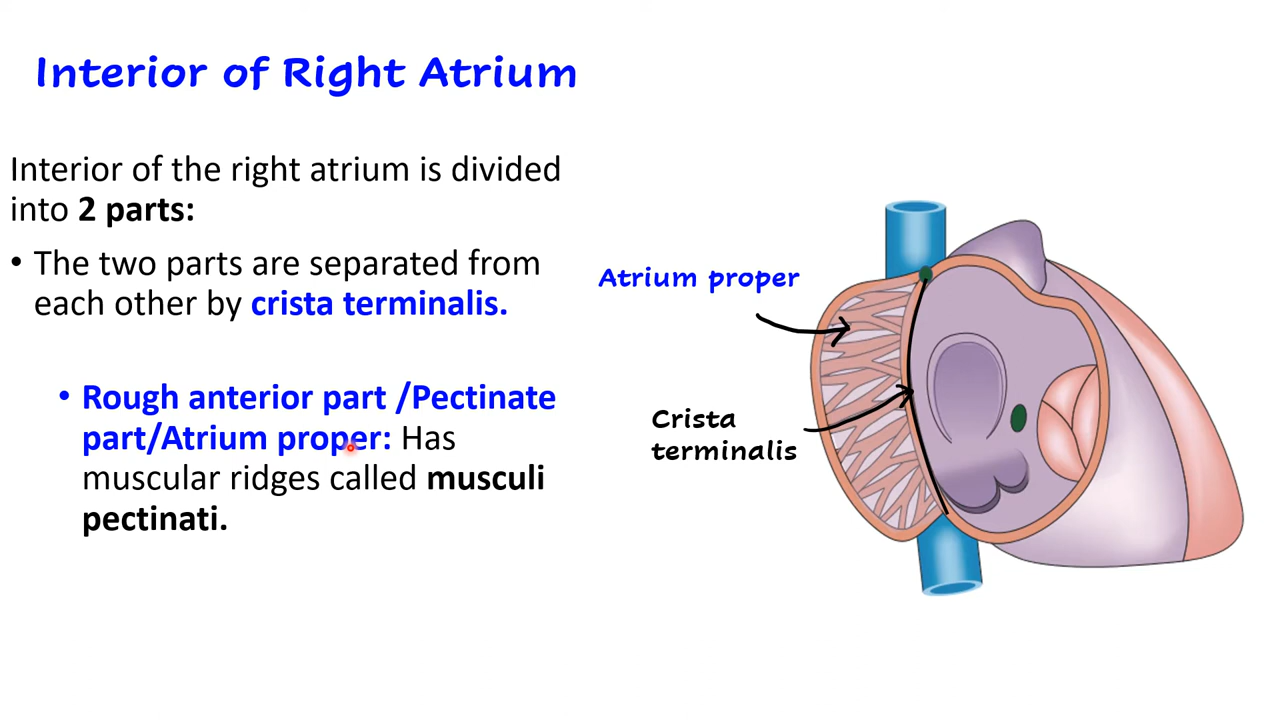 Interior of Right Atrium
Interior of the right atrium is divided
into 2 parts:
• The two parts are separated from
each other by crista terminalis.
• Rough anterior part /Pectinate
part/Atrium proper: Has
muscular ridges called musculi
pectinati.
Atrium proper
Crista
terminalis